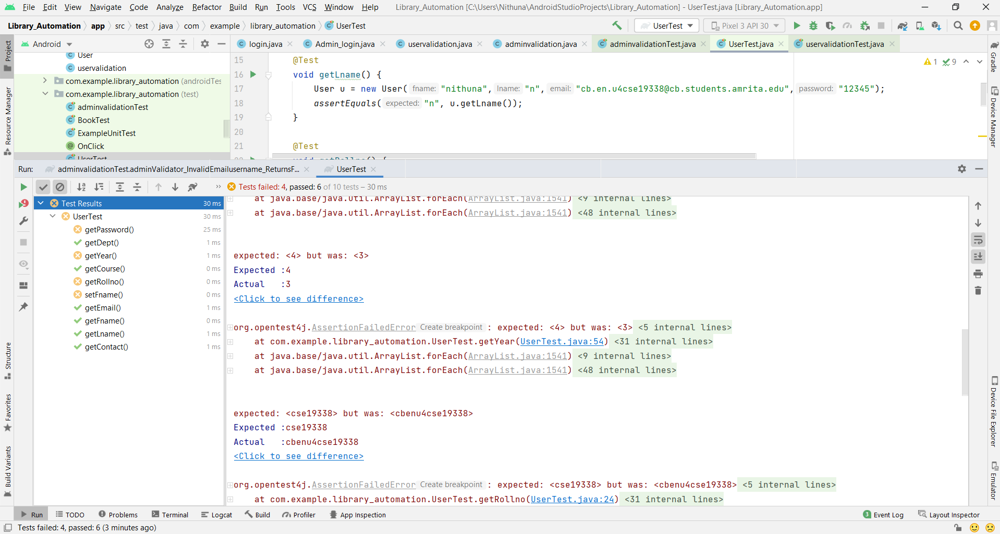 File Edit View Navigate Code Analyze Refactor Build Run Tools VCS Window Help Library_Automation [C:\Users\Nithuna\AndroidStudioProjects\Library_Automation] - UserTest.java [Library_Automation.app]
Library_Automation app src test java com example library_automation UserTest UserTest Pixel 3 API 30
Project
Resource Manager
Structure
Favorites
Build Variants
Android
User
uservalidation
com.example.library_automation (androidTes
com.example.library_automation (test)
adminvalidationTest
BookTest
ExampleUnitTest
OnClick
UserTest
login.java Admin_login.java uservalidation.java adminvalidation.java adminvalidationTest.java UserTest.java uservalidationTest.java
15 @Test
1 9
16 void getLname() {
17 User u = new User( fname: "nithuna", lname: "n", email: "cb.en.u4cse19338@cb.students.amrita.edu", password: "12345");
18 assertEquals( expected: "n", u.getLname());
19 }
20
21 @Test
22 void getRollno() {
Run: adminvalidationTest.adminValidator_InvalidEmailusername_ReturnsF... UserTest
Tests failed: 4, passed: 6 of 10 tests – 30 ms
Test Results 30 ms
UserTest 30 ms
getPassword() 25 ms
getDept() 1 ms
getYear() 1 ms
getCourse() 0 ms
getRollno() 0 ms
setFname() 0 ms
getEmail() 1 ms
getFname() 0 ms
getLname() 1 ms
getContact() 1 ms
at java.base/java.util.ArrayList.forEach(ArrayList.java:1541) <9 internal lines>
at java.base/java.util.ArrayList.forEach(ArrayList.java:1541) <48 internal lines>
expected: <4> but was: <3>
Expected :4
Actual :3
<Click to see difference>
org.opentest4j.AssertionFailedError Create breakpoint : expected: <4> but was: <3> <5 internal lines>
at com.example.library_automation.UserTest.getYear(UserTest.java:54) <31 internal lines>
at java.base/java.util.ArrayList.forEach(ArrayList.java:1541) <9 internal lines>
at java.base/java.util.ArrayList.forEach(ArrayList.java:1541) <48 internal lines>
expected: <cse19338> but was: <cbenu4cse19338>
Expected :cse19338
Actual :cbenu4cse19338
<Click to see difference>
org.opentest4j.AssertionFailedError Create breakpoint : expected: <cse19338> but was: <cbenu4cse19338> <5 internal lines>
at com.example.library_automation.UserTest.getRollno(UserTest.java:24) <31 internal lines>
Gradle
Device Manager
Device File Explorer
Emulator
Run TODO Problems Terminal Logcat Build Profiler App Inspection 3 Event Log Layout Inspector
Tests failed: 4, passed: 6 (3 minutes ago)